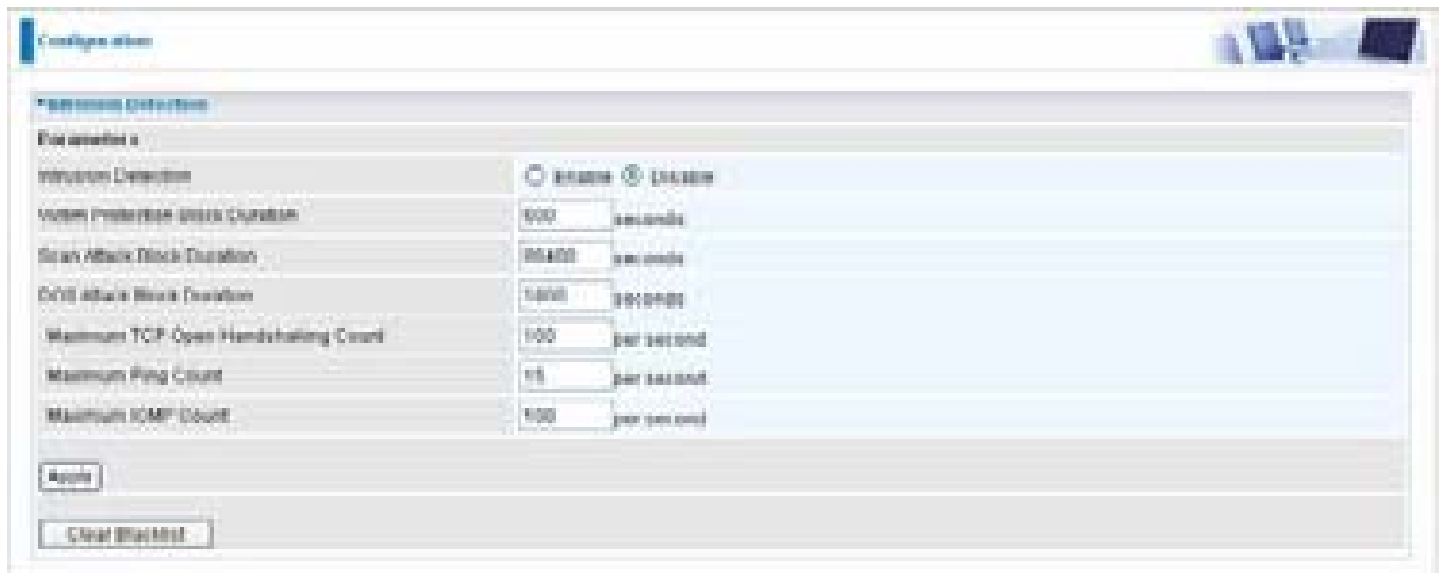 Configuration
Intrusion Detection
Parameters
Intrusion Detection Enable Disable
Victim Protection Block Duration 600 seconds
Scan Attack Block Duration 86400 seconds
DOS Attack Block Duration 1800 seconds
Maximum TCP Open Handshaking Count 100 per second
Maximum Ping Count 15 per second
Maximum ICMP Count 100 per second
Apply
Clear Blacklist